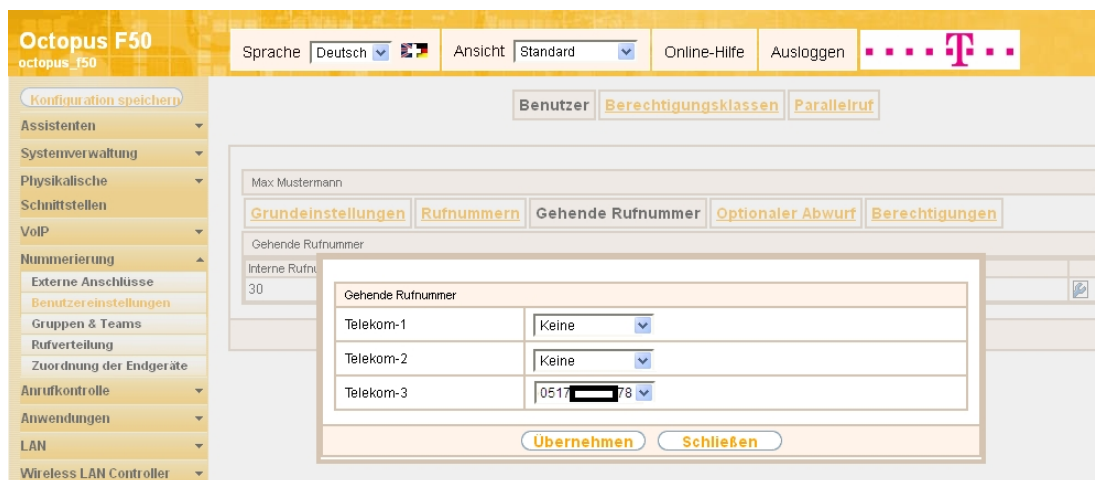 Octopus F50
octopus_f50
Sprache Deutsch Ansicht Standard Online-Hilfe Ausloggen T
Konfiguration speichern
Benutzer Berechtigungsklassen Parallelruf
Assistenten
Systemverwaltung
Physikalische Schnittstellen
VoIP
Nummerierung
Externe Anschlüsse
Benutzereinstellungen
Gruppen & Teams
Rufverteilung
Zuordnung der Endgeräte
Anrufkontrolle
Anwendungen
LAN
Wireless LAN Controller
Max Mustermann
Grundeinstellungen Rufnummern Gehende Rufnummer Optionaler Abwurf Berechtigungen
Gehende Rufnummer
Interne Rufnu
30
Gehende Rufnummer
Telekom-1 Keine
Telekom-2 Keine
Telekom-3 0517 78
Übernehmen Schließen